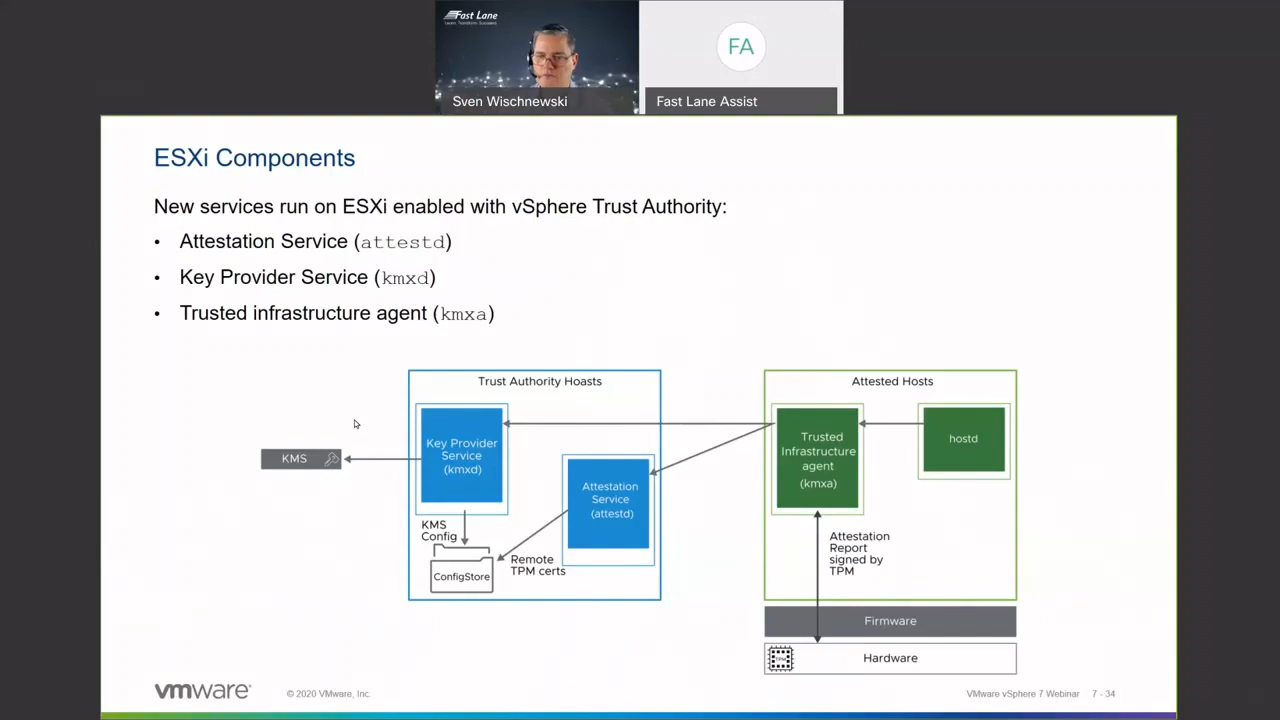 Fast Lane
FA
Sven Wischnewski
Fast Lane Assist
ESXi Components
New services run on ESXi enabled with vSphere Trust Authority:
• Attestation Service (attestd)
• Key Provider Service (kmxd)
• Trusted infrastructure agent (kmxa)
Trust Authority Hoasts
Attested Hosts
KMS
Key Provider
Service
(kmxd)
Attestation
Service
(attestd)
Trusted
Infrastructure
agent
(kmxa)
hostd
KMS
Config
ConfigStore
Remote
TPM certs
Attestation
Report
signed by
TPM
Firmware
Hardware
vmware
© 2020 VMware, Inc.
VMware vSphere 7 Webinar 7 - 34